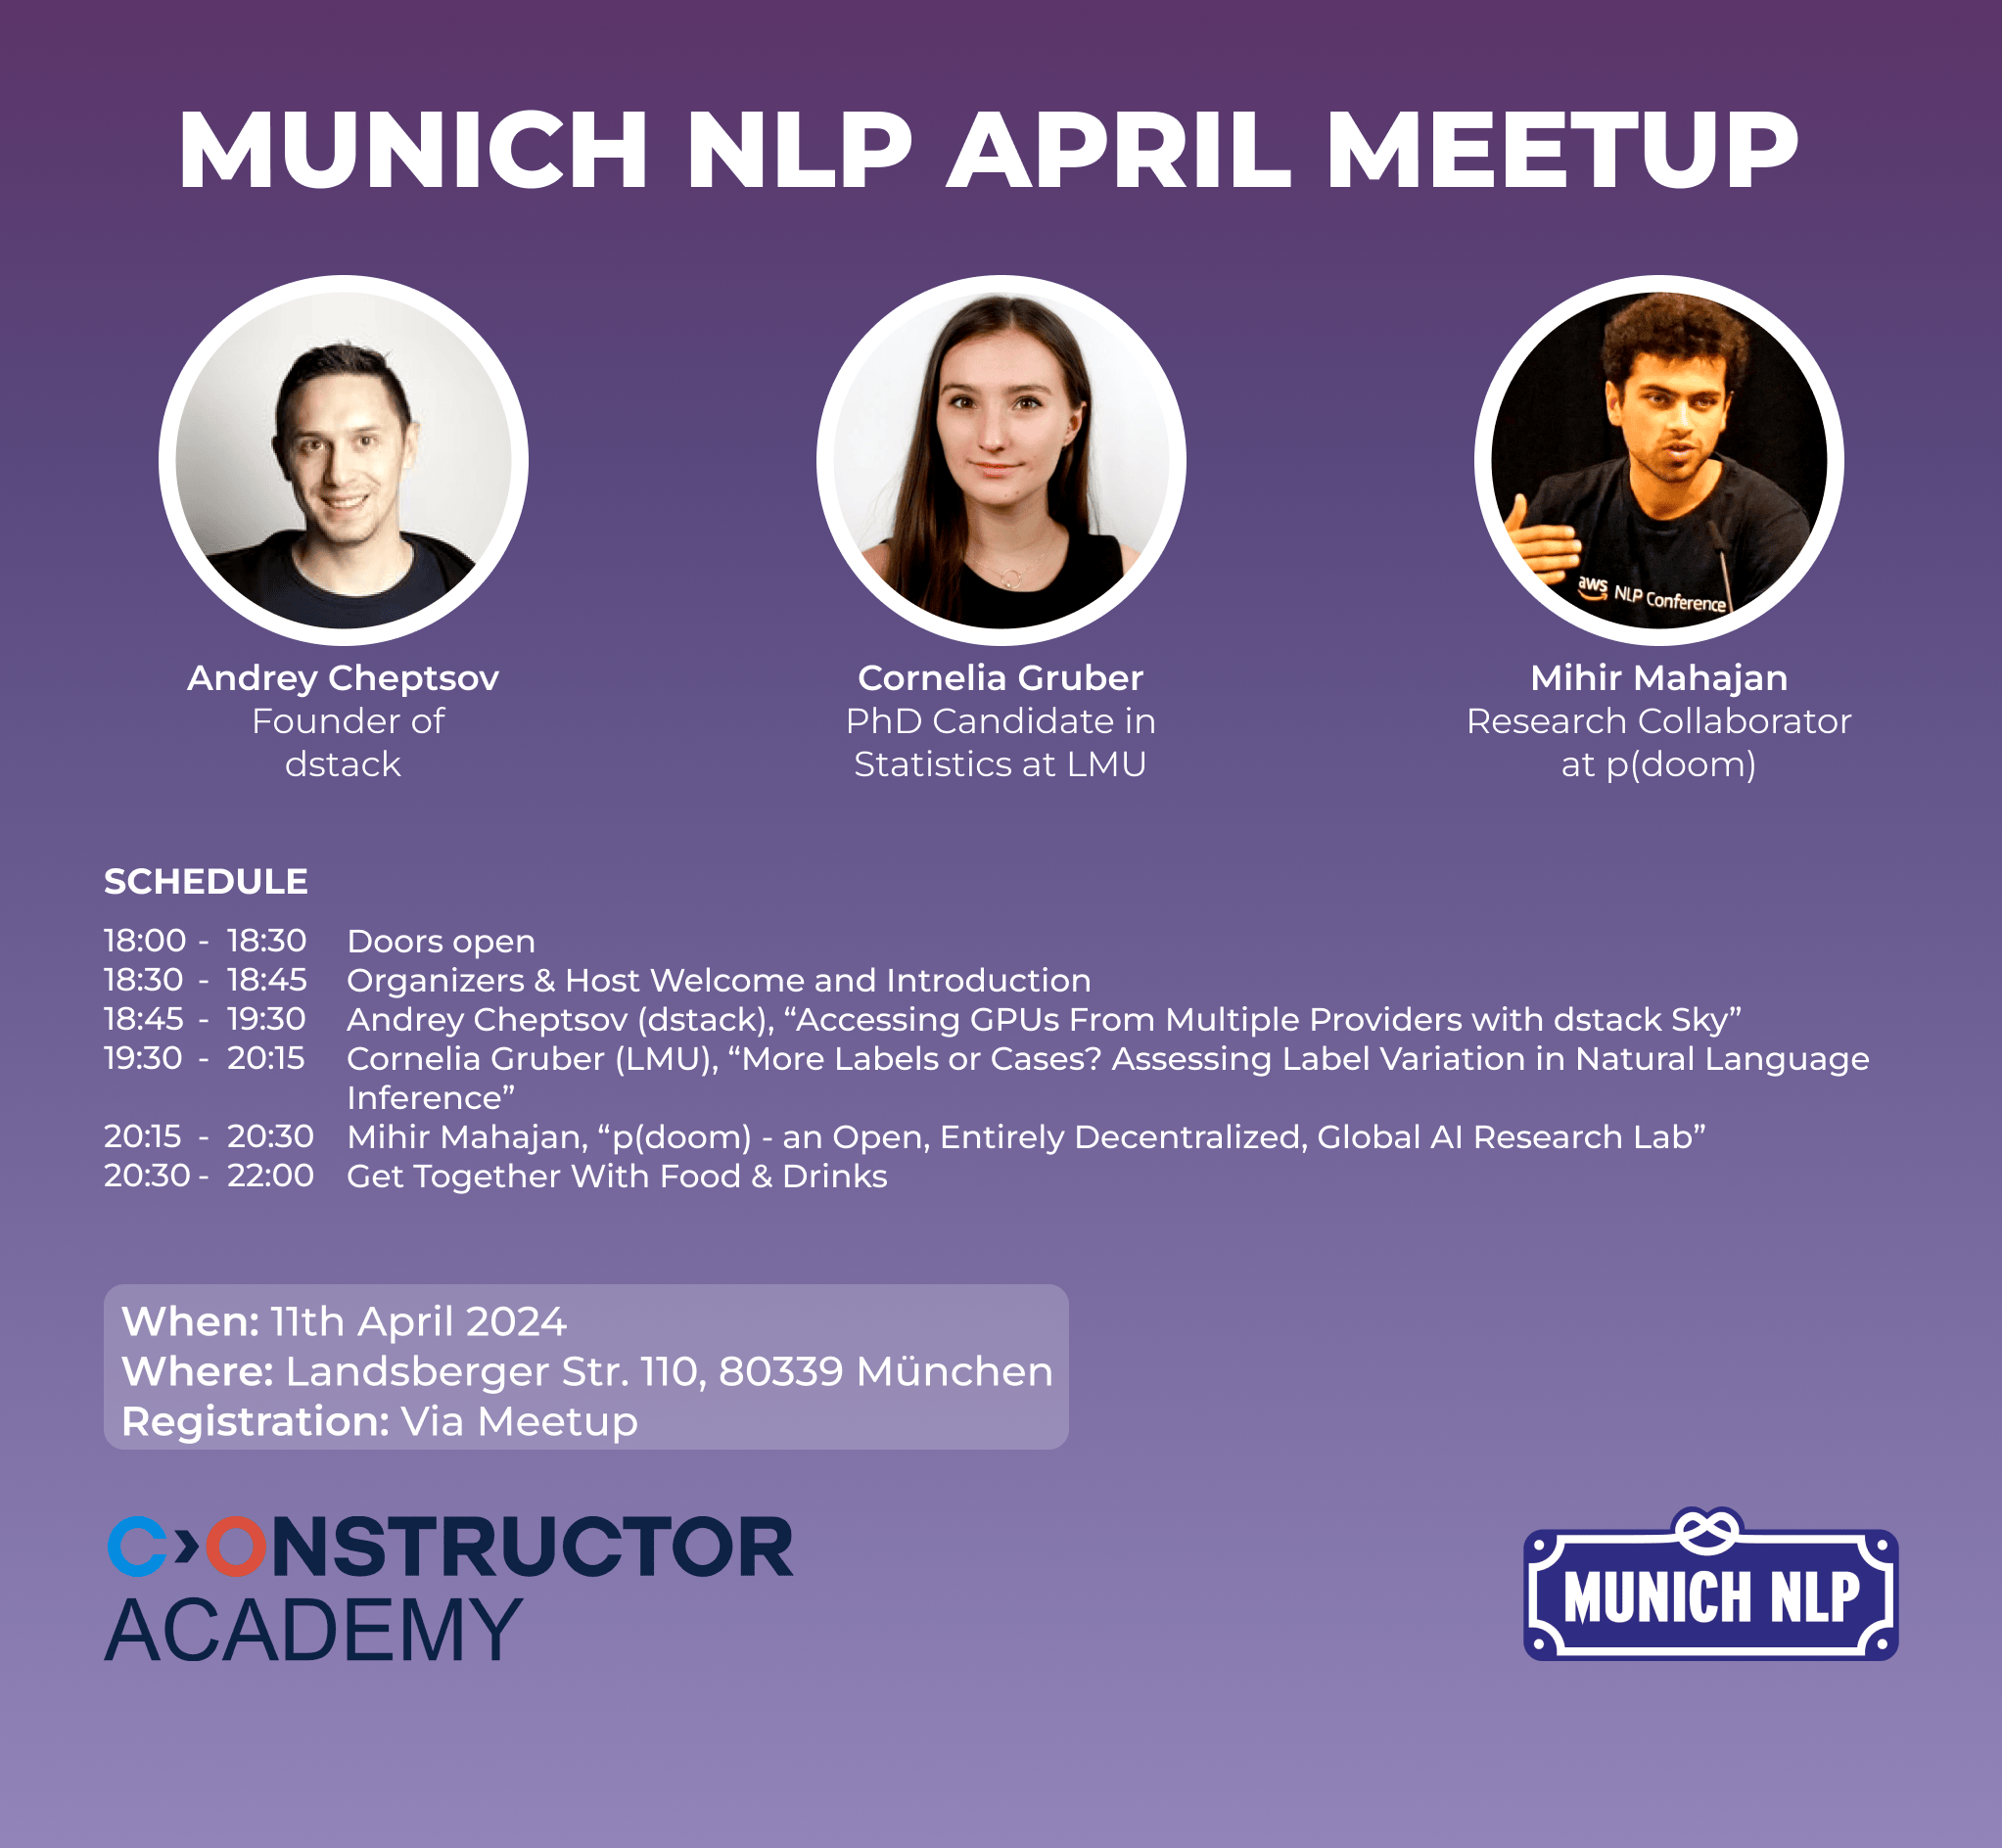 MUNICH NLP APRIL MEETUP
aws NLP Conference
Andrey Cheptsov
Founder of
dstack
Cornelia Gruber
PhD Candidate in
Statistics at LMU
Mihir Mahajan
Research Collaborator
at p(doom)
SCHEDULE
18:00 - 18:30 Doors open
18:30 - 18:45 Organizers & Host Welcome and Introduction
18:45 - 19:30 Andrey Cheptsov (dstack), “Accessing GPUs From Multiple Providers with dstack Sky”
19:30 - 20:15 Cornelia Gruber (LMU), “More Labels or Cases? Assessing Label Variation in Natural Language
Inference”
20:15 - 20:30 Mihir Mahajan, “p(doom) - an Open, Entirely Decentralized, Global AI Research Lab”
20:30 - 22:00 Get Together With Food & Drinks
When: 11th April 2024
Where: Landsberger Str. 110, 80339 München
Registration: Via Meetup
CONSTRUCTOR
ACADEMY
MUNICH NLP